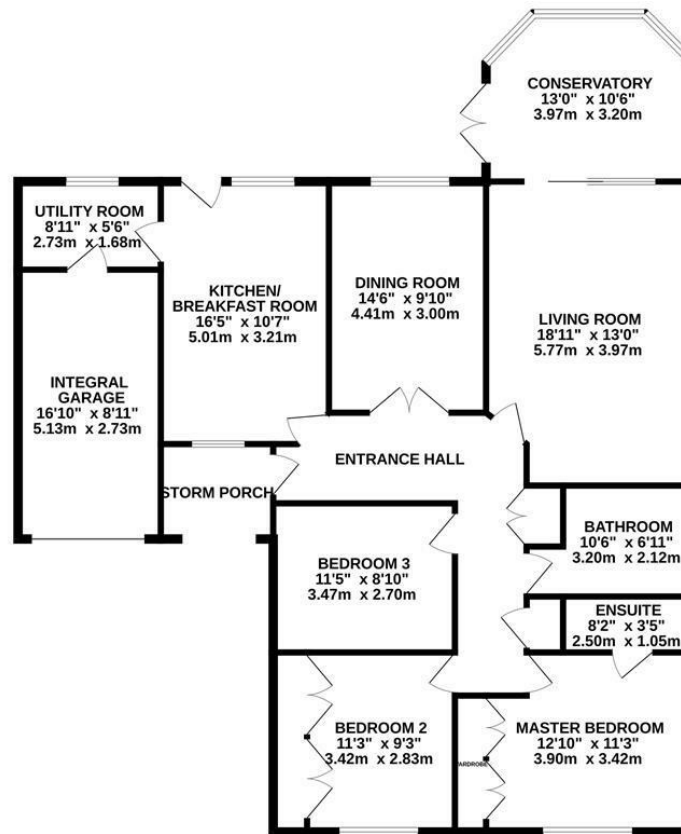 CONSERVATORY
13'0" x 10'6"
3.97m x 3.20m
UTILITY ROOM
8'11" x 5'6"
2.73m x 1.68m
KITCHEN/
BREAKFAST ROOM
16'5" x 10'7"
5.01m x 3.21m
DINING ROOM
14'6" x 9'10"
4.41m x 3.00m
LIVING ROOM
18'11" x 13'0"
5.77m x 3.97m
INTEGRAL
GARAGE
16'10" x 8'11"
5.13m x 2.73m
ENTRANCE HALL
STORM PORCH
BATHROOM
10'6" x 6'11"
3.20m x 2.12m
BEDROOM 3
11'5" x 8'10"
3.47m x 2.70m
ENSUITE
8'2" x 3'5"
2.50m x 1.05m
BEDROOM 2
11'3" x 9'3"
3.42m x 2.83m
MASTER BEDROOM
12'10" x 11'3"
3.90m x 3.42m
ARDROBE